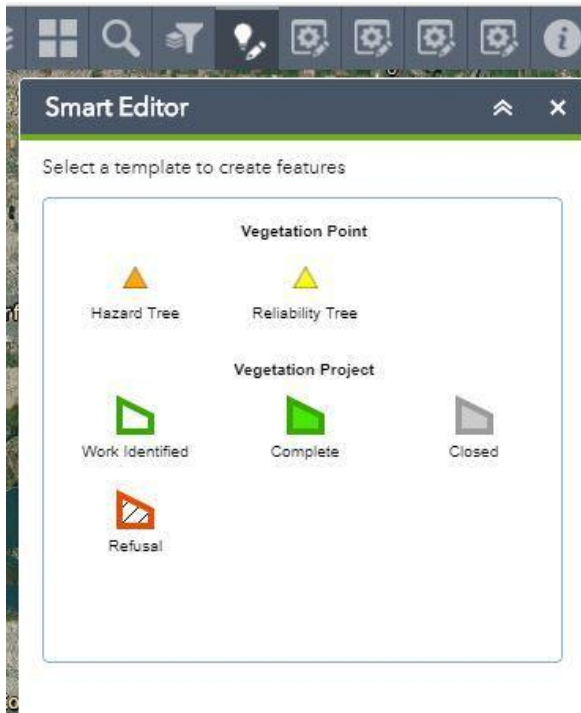 Smart Editor
Select a template to create features
Vegetation Point
Hazard Tree
Reliability Tree
Vegetation Project
Work Identified
Complete
Closed
Refusal